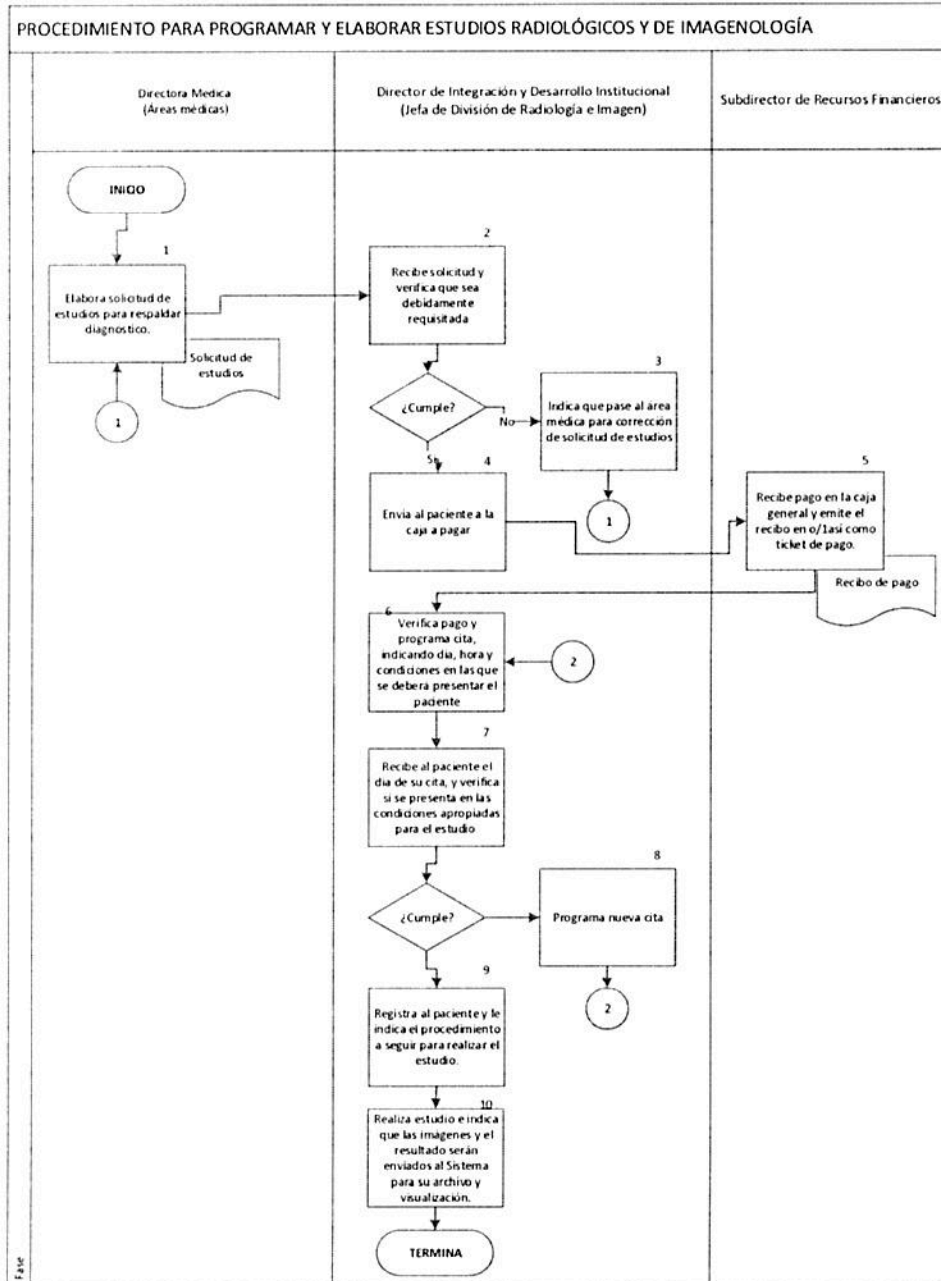 PROCEDIMIENTO PARA PROGRAMAR Y ELABORAR ESTUDIOS RADIOLÓGICOS Y DE IMAGENOLOGÍA
Directora Medica
(Áreas médicas)
Director de Integración y Desarrollo Institucional
(Jefa de División de Radiología e Imagen)
Subdirector de Recursos Financieros
INICIO
1
Elabora solicitud de
estudios para respaldar
diagnostico.
Solicitud de
estudios
1
2
Recibe solicitud y
verifica que sea
debidamente
requisitada
¿Cumple?
No
3
Indica que pase al área
médica para corrección
de solicitud de estudios
1
Si
4
Envia al paciente a la
caja a pagar
5
Recibe pago en la caja
general y emite el
recibo en o/1asi como
ticket de pago.
Recibo de pago
6
Verifica pago y
programa cita,
indicando dia, hora y
condiciones en las que
se deberá presentar el
paciente
2
7
Recibe al paciente el
dia de su cita, y verifica
si se presenta en las
condiciones apropiadas
para el estudio
¿Cumple?
8
Programa nueva cita
2
9
Registra al paciente y le
indica el procedimiento
a seguir para realizar el
estudio.
10
Realiza estudio e indica
que las imágenes y el
resultado serán
enviados al Sistema
para su archivo y
visualización.
TERMINA
Fase